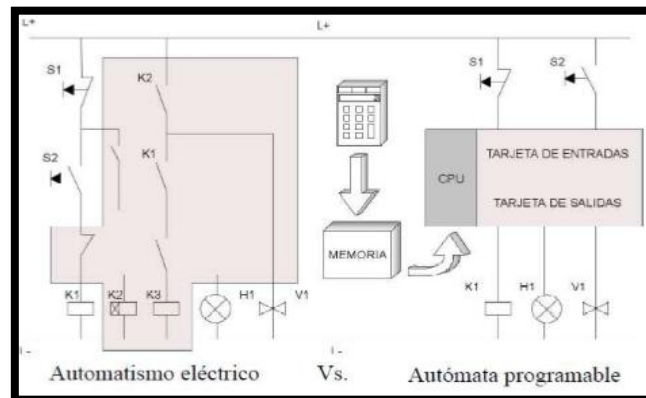 L+ L+
S1 K2 S1 S2
S2 K1
CPU TARJETA DE ENTRADAS
TARJETA DE SALIDAS
MEMORIA
K1 K2 K3 H1 V1 K1 H1 V1
L- L-
Automatismo eléctrico Vs. Autómata programable